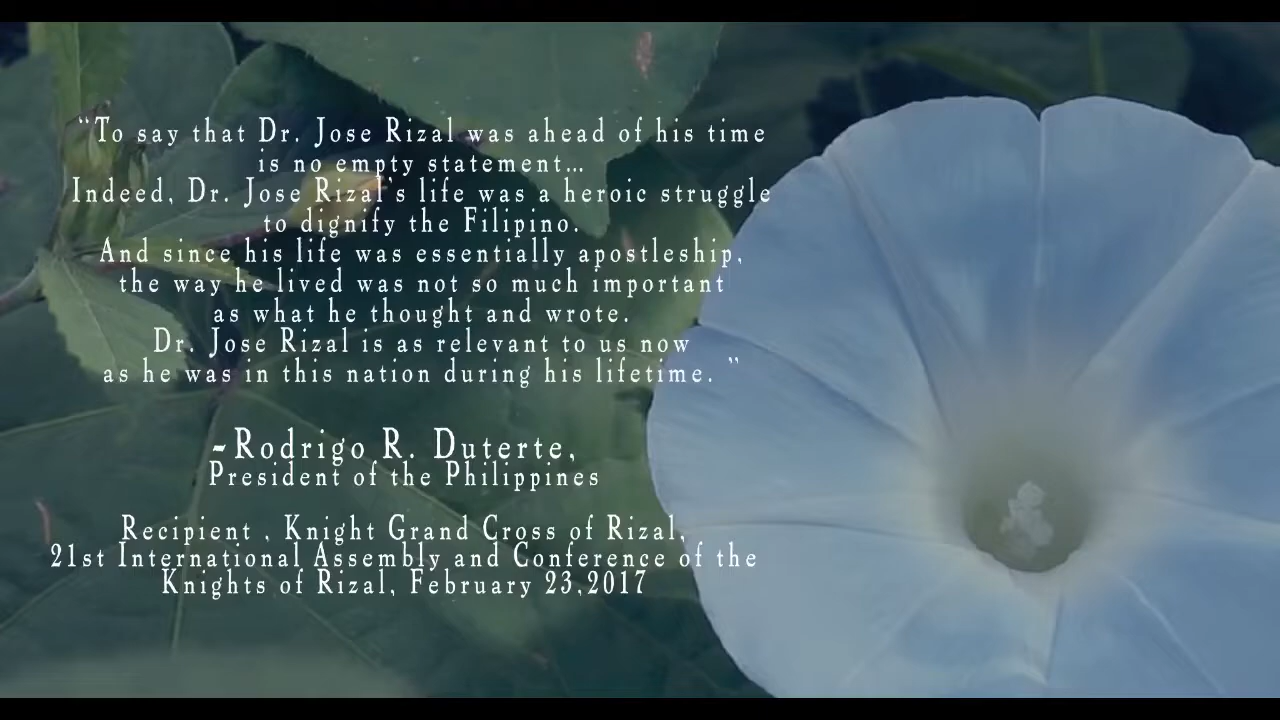 “To say that Dr. Jose Rizal was ahead of his time
is no empty statement...
Indeed, Dr. Jose Rizal's life was a heroic struggle
to dignify the Filipino.
And since his life was essentially apostleship,
the way he lived was not so much important
as what he thought and wrote.
Dr. Jose Rizal is as relevant to us now
as he was in this nation during his lifetime. ”
-Rodrigo R. Duterte,
President of the Philippines
Recipient , Knight Grand Cross of Rizal,
21st International Assembly and Conference of the
Knights of Rizal, February 23,2017